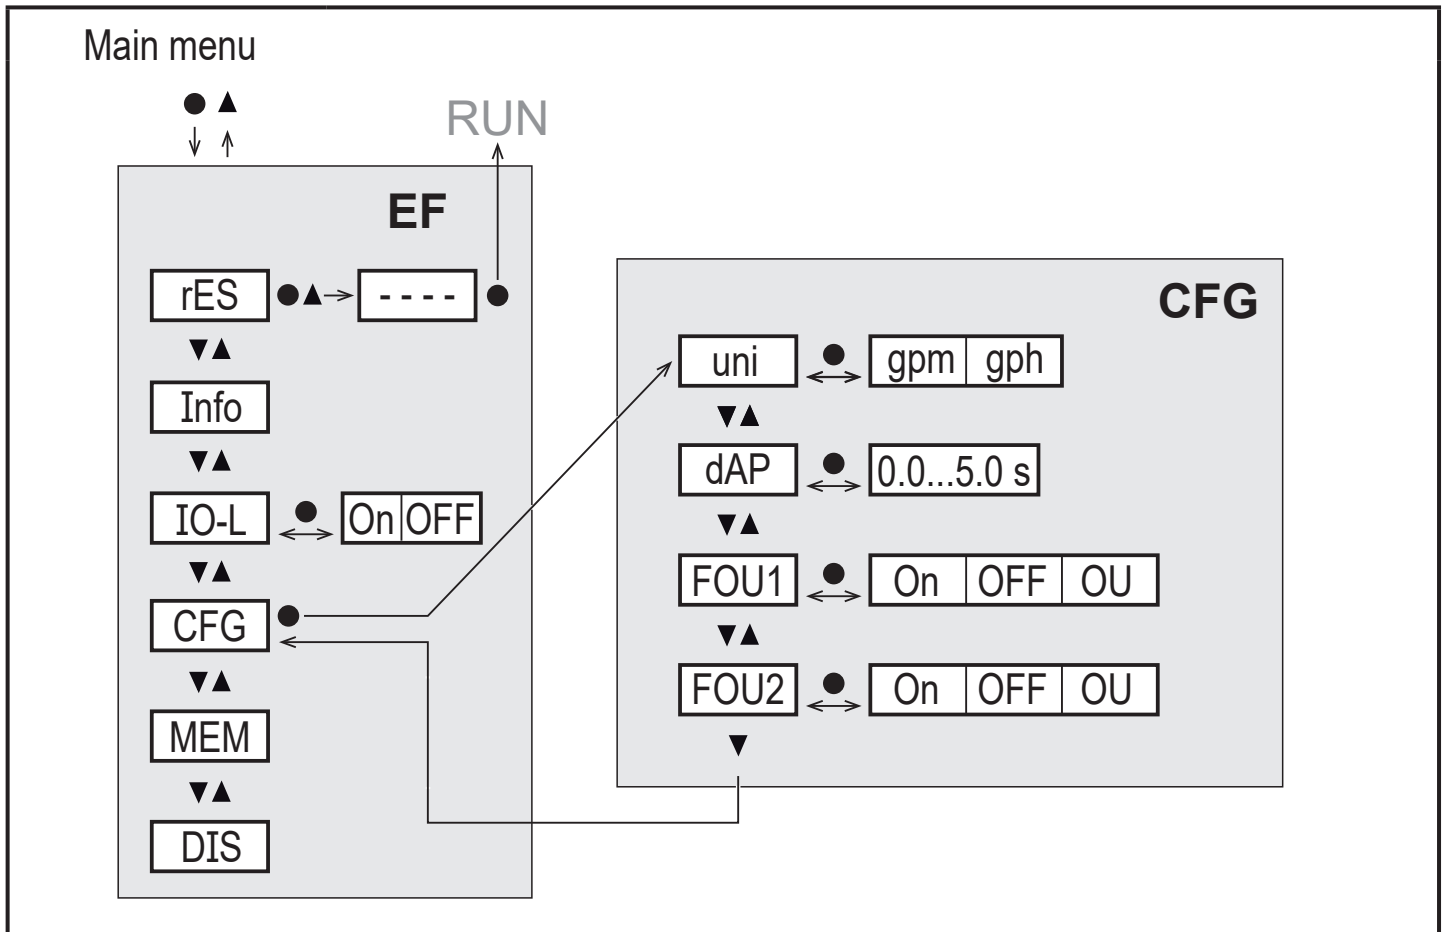 Main menu
RUN
EF
rES
- - - -
Info
IO-L
On OFF
CFG
MEM
DIS
CFG
uni
gpm gph
dAP
0.0...5.0 s
FOU1
On OFF OU
FOU2
On OFF OU